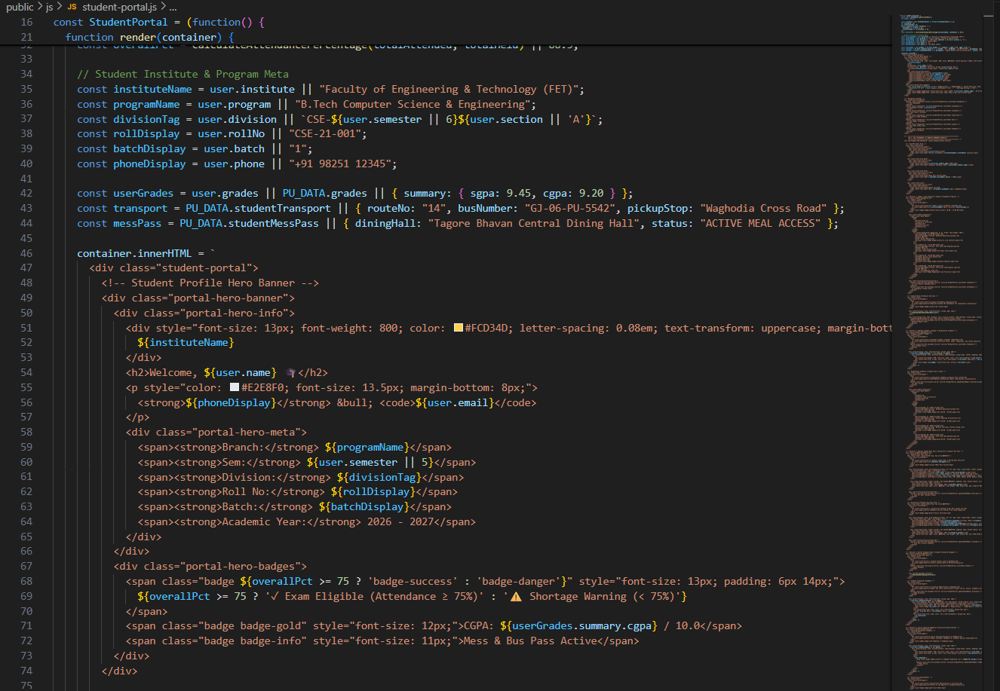 public > js > JS student-portal.js > ...
16 const StudentPortal = (function() {
21 function render(container) {
32 const overallPct = calculateAttendancePercentage(totalAttended, totalHeld) || 88.5;
33
34 // Student Institute & Program Meta
35 const instituteName = user.institute || "Faculty of Engineering & Technology (FET)";
36 const programName = user.program || "B.Tech Computer Science & Engineering";
37 const divisionTag = user.division || `CSE-${user.semester || 6}${user.section || 'A'}`;
38 const rollDisplay = user.rollNo || "CSE-21-001";
39 const batchDisplay = user.batch || "1";
40 const phoneDisplay = user.phone || "+91 98251 12345";
41
42 const userGrades = user.grades || PU_DATA.grades || { summary: { sgpa: 9.45, cgpa: 9.20 } };
43 const transport = PU_DATA.studentTransport || { routeNo: "14", busNumber: "GJ-06-PU-5542", pickupStop: "Waghodia Cross Road" };
44 const messPass = PU_DATA.studentMessPass || { diningHall: "Tagore Bhavan Central Dining Hall", status: "ACTIVE MEAL ACCESS" };
45
46 container.innerHTML = `
47 <div class="student-portal">
48 <!-- Student Profile Hero Banner -->
49 <div class="portal-hero-banner">
50 <div class="portal-hero-info">
51 <div style="font-size: 13px; font-weight: 800; color: #FCD34D; letter-spacing: 0.08em; text-transform: uppercase; margin-bott
52 ${instituteName}
53 </div>
54 <h2>Welcome, ${user.name} 🎓</h2>
55 <p style="color: #E2E8F0; font-size: 13.5px; margin-bottom: 8px;">
56 <strong>${phoneDisplay}</strong> &bull; <code>${user.email}</code>
57 </p>
58 <div class="portal-hero-meta">
59 <span><strong>Branch:</strong> ${programName}</span>
60 <span><strong>Sem:</strong> ${user.semester || 5}</span>
61 <span><strong>Division:</strong> ${divisionTag}</span>
62 <span><strong>Roll No:</strong> ${rollDisplay}</span>
63 <span><strong>Batch:</strong> ${batchDisplay}</span>
64 <span><strong>Academic Year:</strong> 2026 - 2027</span>
65 </div>
66 </div>
67 <div class="portal-hero-badges">
68 <span class="badge ${overallPct >= 75 ? 'badge-success' : 'badge-danger'}" style="font-size: 13px; padding: 6px 14px;">
69 ${overallPct >= 75 ? '✓ Exam Eligible (Attendance ≥ 75%)' : '⚠️ Shortage Warning (< 75%)'}
70 </span>
71 <span class="badge badge-gold" style="font-size: 12px;">CGPA: ${userGrades.summary.cgpa} / 10.0</span>
72 <span class="badge badge-info" style="font-size: 11px;">Mess & Bus Pass Active</span>
73 </div>
74 </div>
75